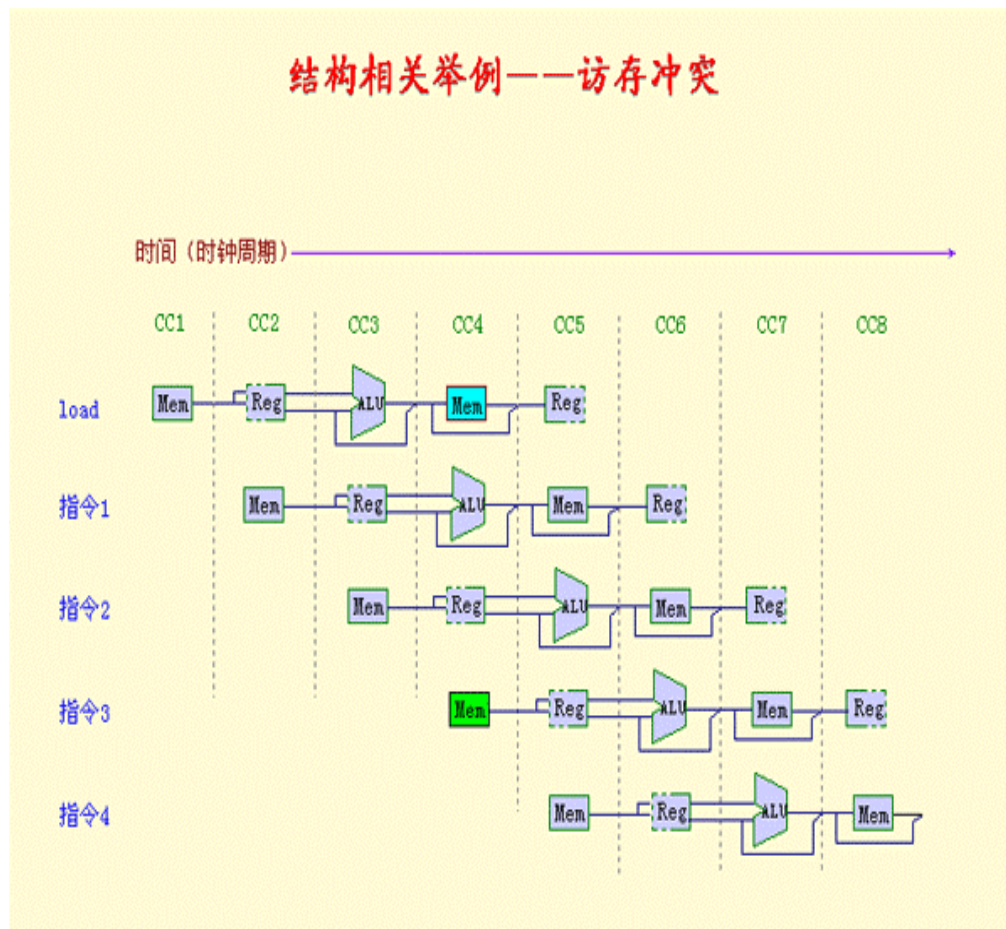 结构相关举例——访存冲突
时间（时钟周期）
CC1 CC2 CC3 CC4 CC5 CC6 CC7 CC8
load Mem Reg ALU Mem Reg
指令1 Mem Reg ALU Mem Reg
指令2 Mem Reg ALU Mem Reg
指令3 Mem Reg ALU Mem Reg
指令4 Mem Reg ALU Mem